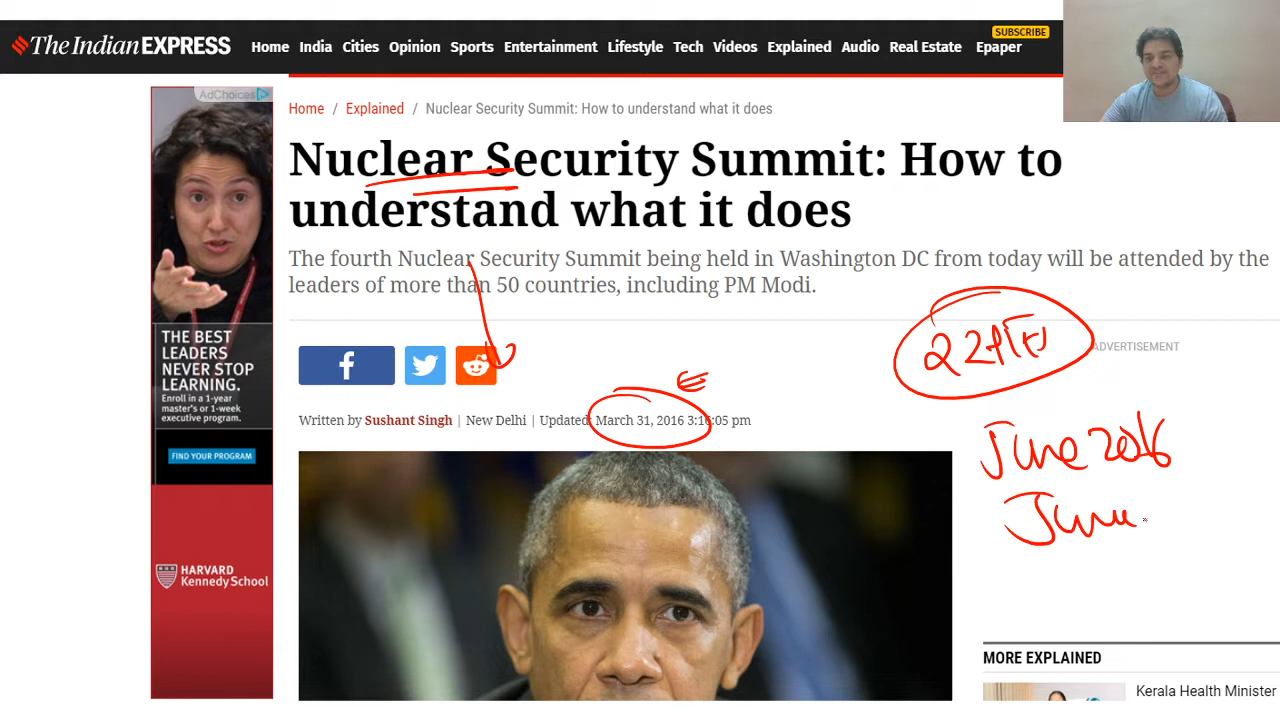 The Indian EXPRESS
Home India Cities Opinion Sports Entertainment Lifestyle Tech Videos Explained Audio Real Estate Epaper
SUBSCRIBE
AdChoices
Home / Explained / Nuclear Security Summit: How to understand what it does
Nuclear Security Summit: How to
understand what it does
The fourth Nuclear Security Summit being held in Washington DC from today will be attended by the
leaders of more than 50 countries, including PM Modi.
THE BEST
LEADERS
NEVER STOP
LEARNING.
Enroll in a 1-year
master's or 1-week
executive program.
FIND YOUR PROGRAM
HARVARD
Kennedy School
ADVERTISEMENT
Written by Sushant Singh | New Delhi | Updated: March 31, 2016 3:16:05 pm
June 2016
MORE EXPLAINED
Kerala Health Minister